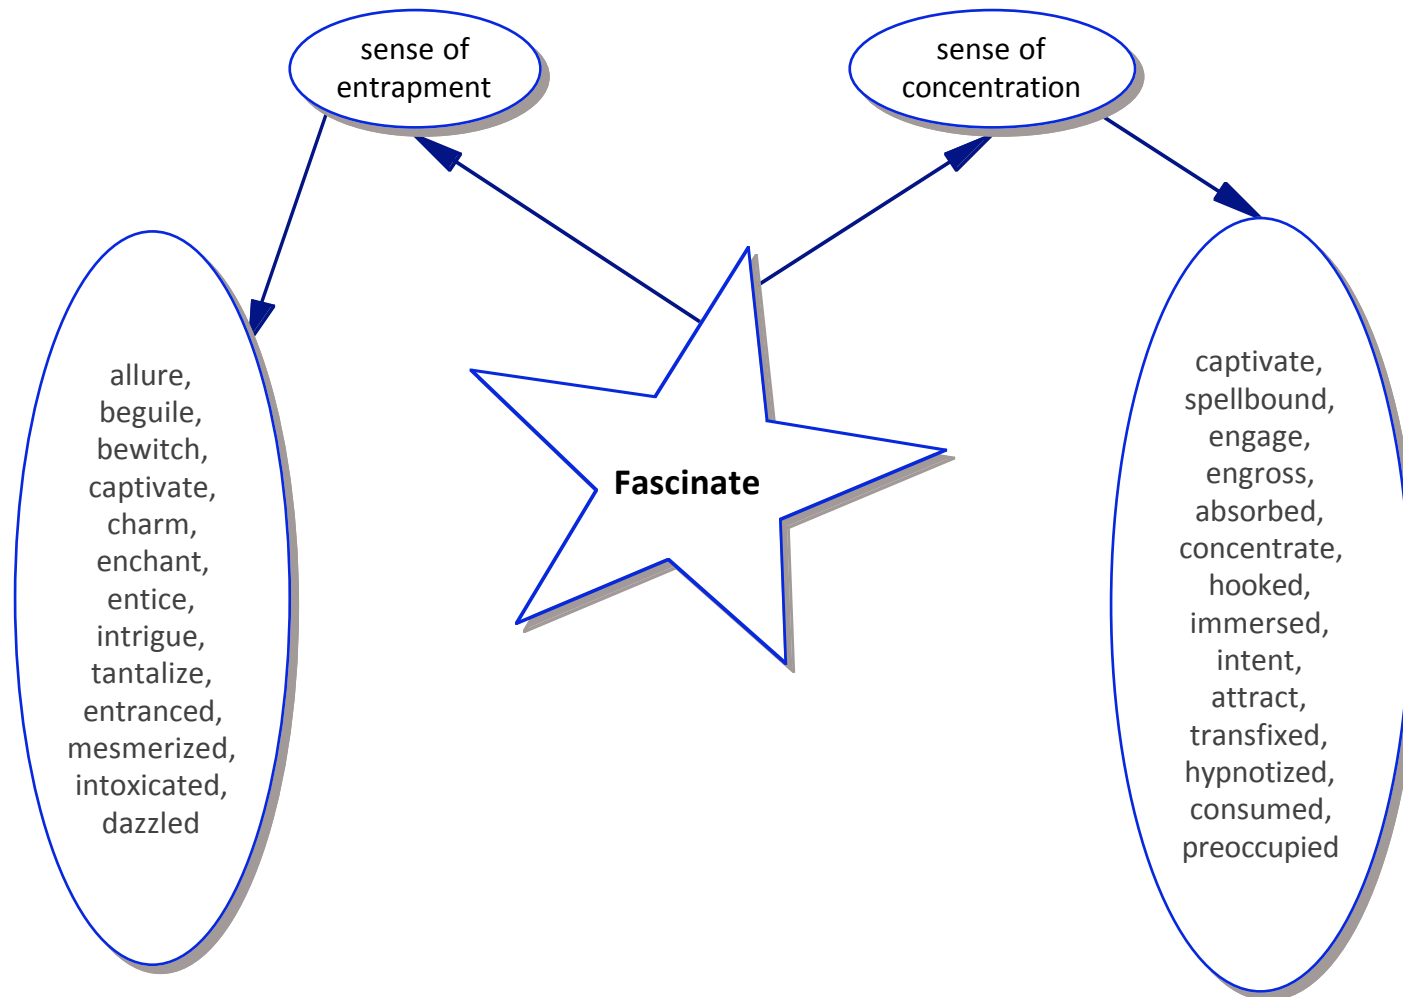 sense of
entrapment
sense of
concentration
Fascinate
allure,
beguile,
bewitch,
captivate,
charm,
enchant,
entice,
intrigue,
tantalize,
entranced,
mesmerized,
intoxicated,
dazzled
captivate,
spellbound,
engage,
engross,
absorbed,
concentrate,
hooked,
immersed,
intent,
attract,
transfixed,
hypnotized,
consumed,
preoccupied